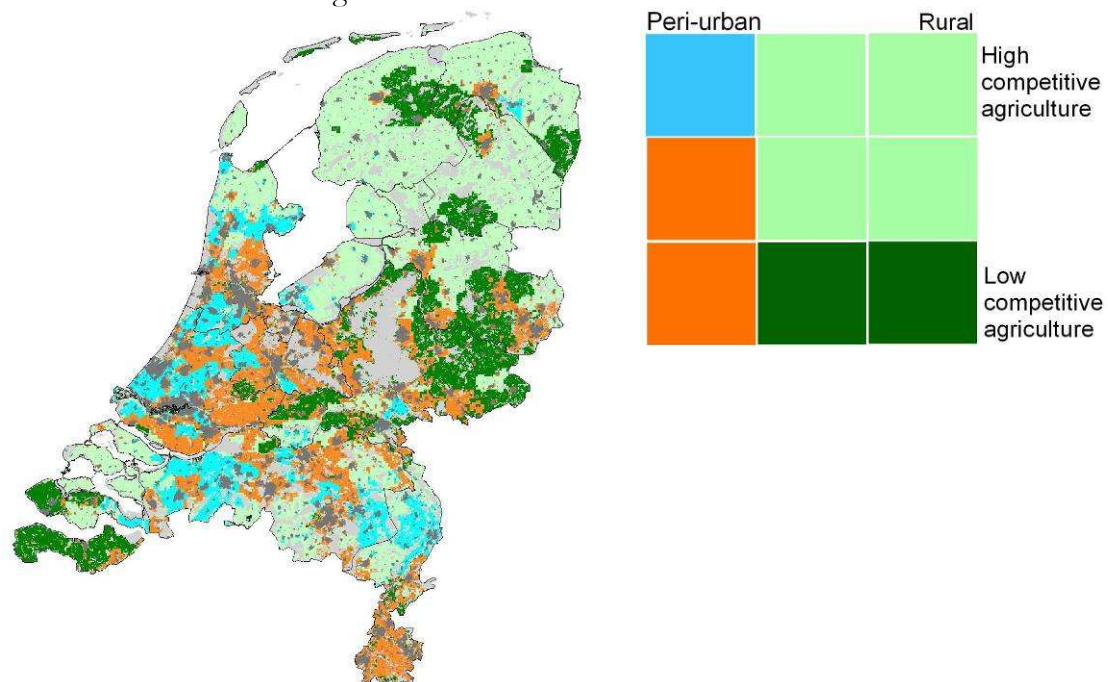 Peri-urban Rural
High
competitive
agriculture
Low
competitive
agriculture